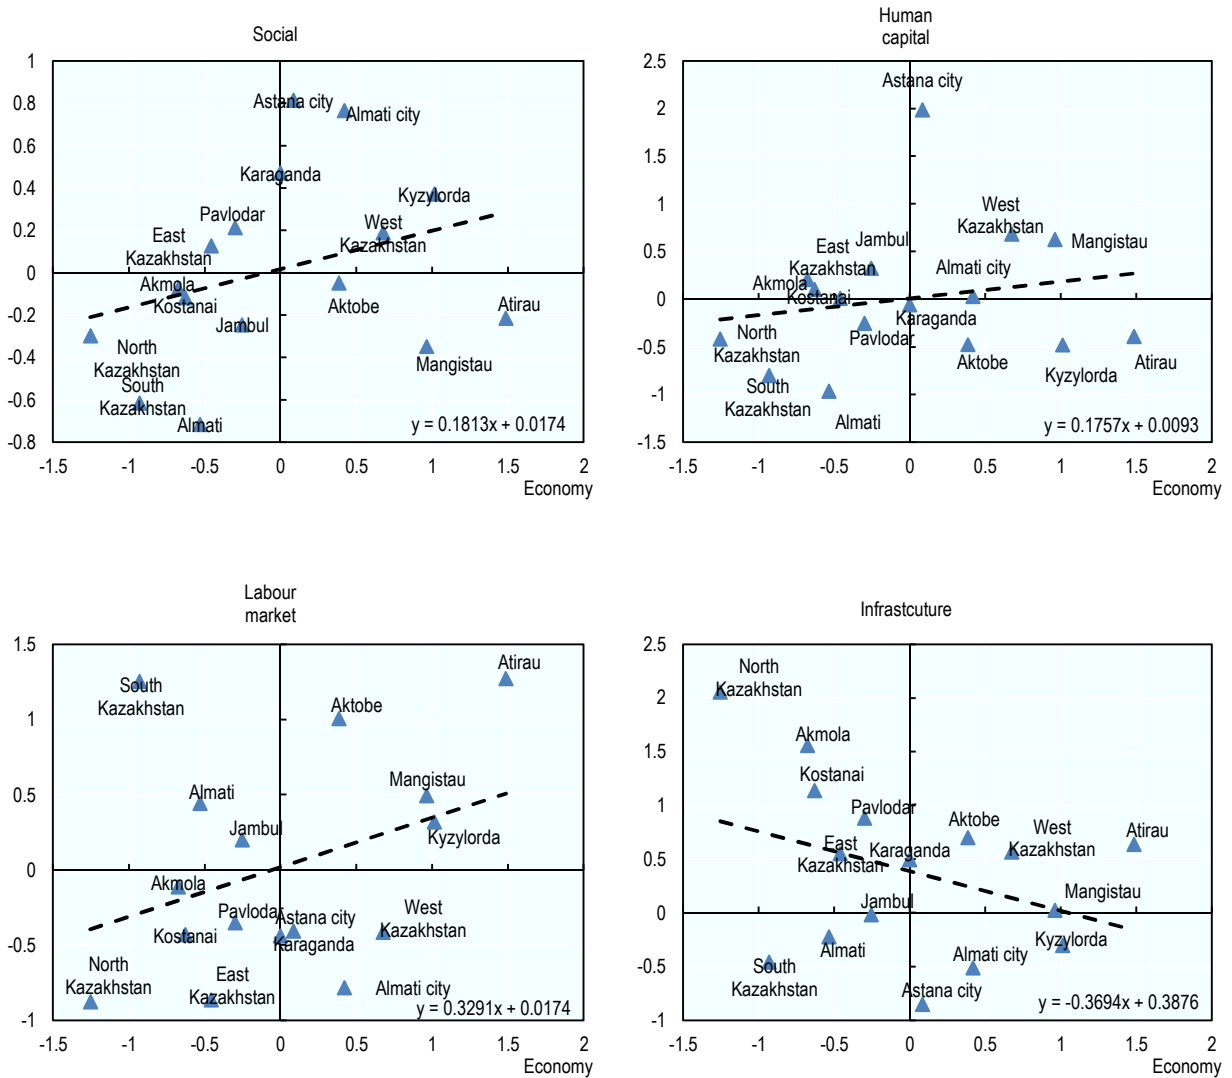 Social
1
0.8
0.6
0.4
0.2
0
-0.2
-0.4
-0.6
-0.8
Astana city
Almati city
Karaganda
Kyzylorda
Pavlodar
West
Kazakhstan
East
Kazakhstan
Akmola
Kostanai
Aktobe
Atirau
Jambul
Mangistau
North
Kazakhstan
South
Kazakhstan
Almati
y = 0.1813x + 0.0174
-1.5 -1 -0.5 0 0.5 1 1.5 2
Economy
Human
capital
2.5
2
1.5
1
0.5
0
-0.5
-1
-1.5
Astana city
West
Kazakhstan
Mangistau
Jambul
East
Kazakhstan
Almati city
Akmola
Kostanai
Karaganda
Pavlodar
North
Kazakhstan
Aktobe
Kyzylorda
Atirau
South
Kazakhstan
Almati
y = 0.1757x + 0.0093
-1.5 -1 -0.5 0 0.5 1 1.5 2
Economy
Labour
market
1.5
1
0.5
0
-0.5
-1
Atirau
South
Kazakhstan
Aktobe
Mangistau
Almati
Jambul
Kyzylorda
Akmola
Pavlodar
Astana city
West
Kazakhstan
Kostanai
Karaganda
North
Kazakhstan
East
Kazakhstan
Almati city
y = 0.3291x + 0.0174
-1.5 -1 -0.5 0 0.5 1 1.5 2
Economy
Infrastcuture
2.5
2
1.5
1
0.5
0
-0.5
-1
North
Kazakhstan
Akmola
Kostanai
Pavlodar
Aktobe
West
Kazakhstan
Atirau
East
Kazakhstan
Karaganda
Mangistau
Jambul
Kyzylorda
Almati
Almati city
South
Kazakhstan
Astana city
y = -0.3694x + 0.3876
-1.5 -1 -0.5 0 0.5 1 1.5 2
Economy